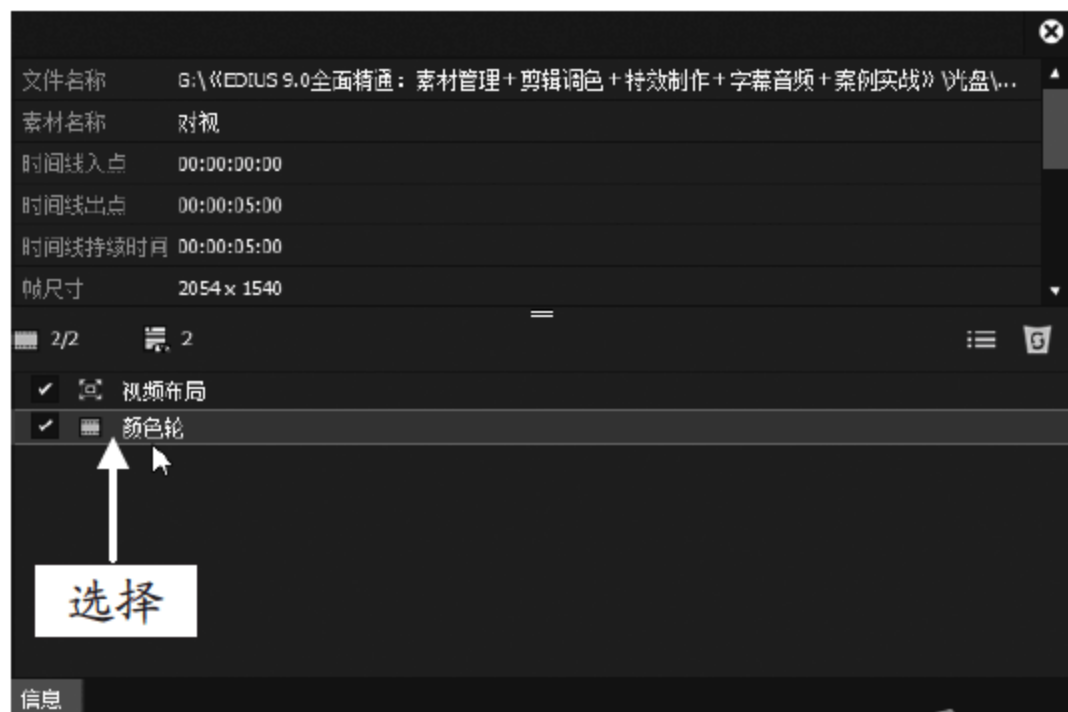 文件名称 G:\《EDIUS 9.0全面精通：素材管理+剪辑调色+特效制作+字幕音频+案例实战》\光盘\...
素材名称 对视
时间线入点 00:00:00:00
时间线出点 00:00:05:00
时间线持续时间 00:00:05:00
帧尺寸 2054 x 1540
2/2 2
视频布局
颜色轮
选择
信息